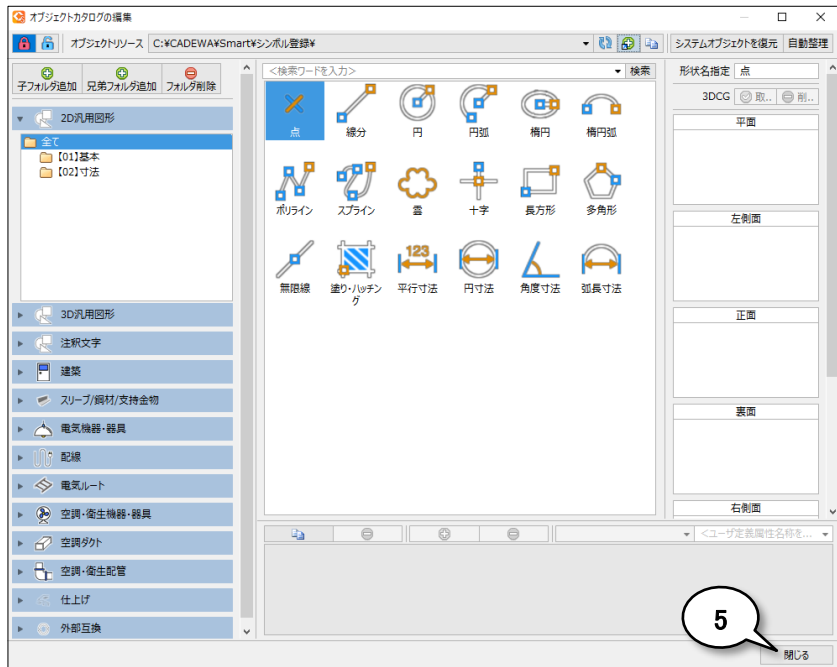 オブジェクトカタログの編集
オブジェクトリソース C:¥CADEWA¥Smart¥シンボル登録¥ システムオブジェクトを復元 自動整理
子フォルダ追加 兄弟フォルダ追加 フォルダ削除
<検索ワードを入力> 検索
形状名指定 点
3DCG 取.. 削..
2D汎用図形
全て
【01】基本
【02】寸法
3D汎用図形
注釈文字
建築
スリーブ/鋼材/支持金物
電気機器・器具
配線
電気ルート
空調・衛生機器・器具
空調ダクト
空調・衛生配管
仕上げ
外部互換
点 線分 円 円弧 楕円 楕円弧
ポリライン スプライン 雲 十字 長方形 多角形
123
無限線 塗り・ハッチン 平行寸法 円寸法 角度寸法 弧長寸法
グ
平面
左側面
正面
裏面
右側面
<ユーザ定義属性名称を...
5
閉じる